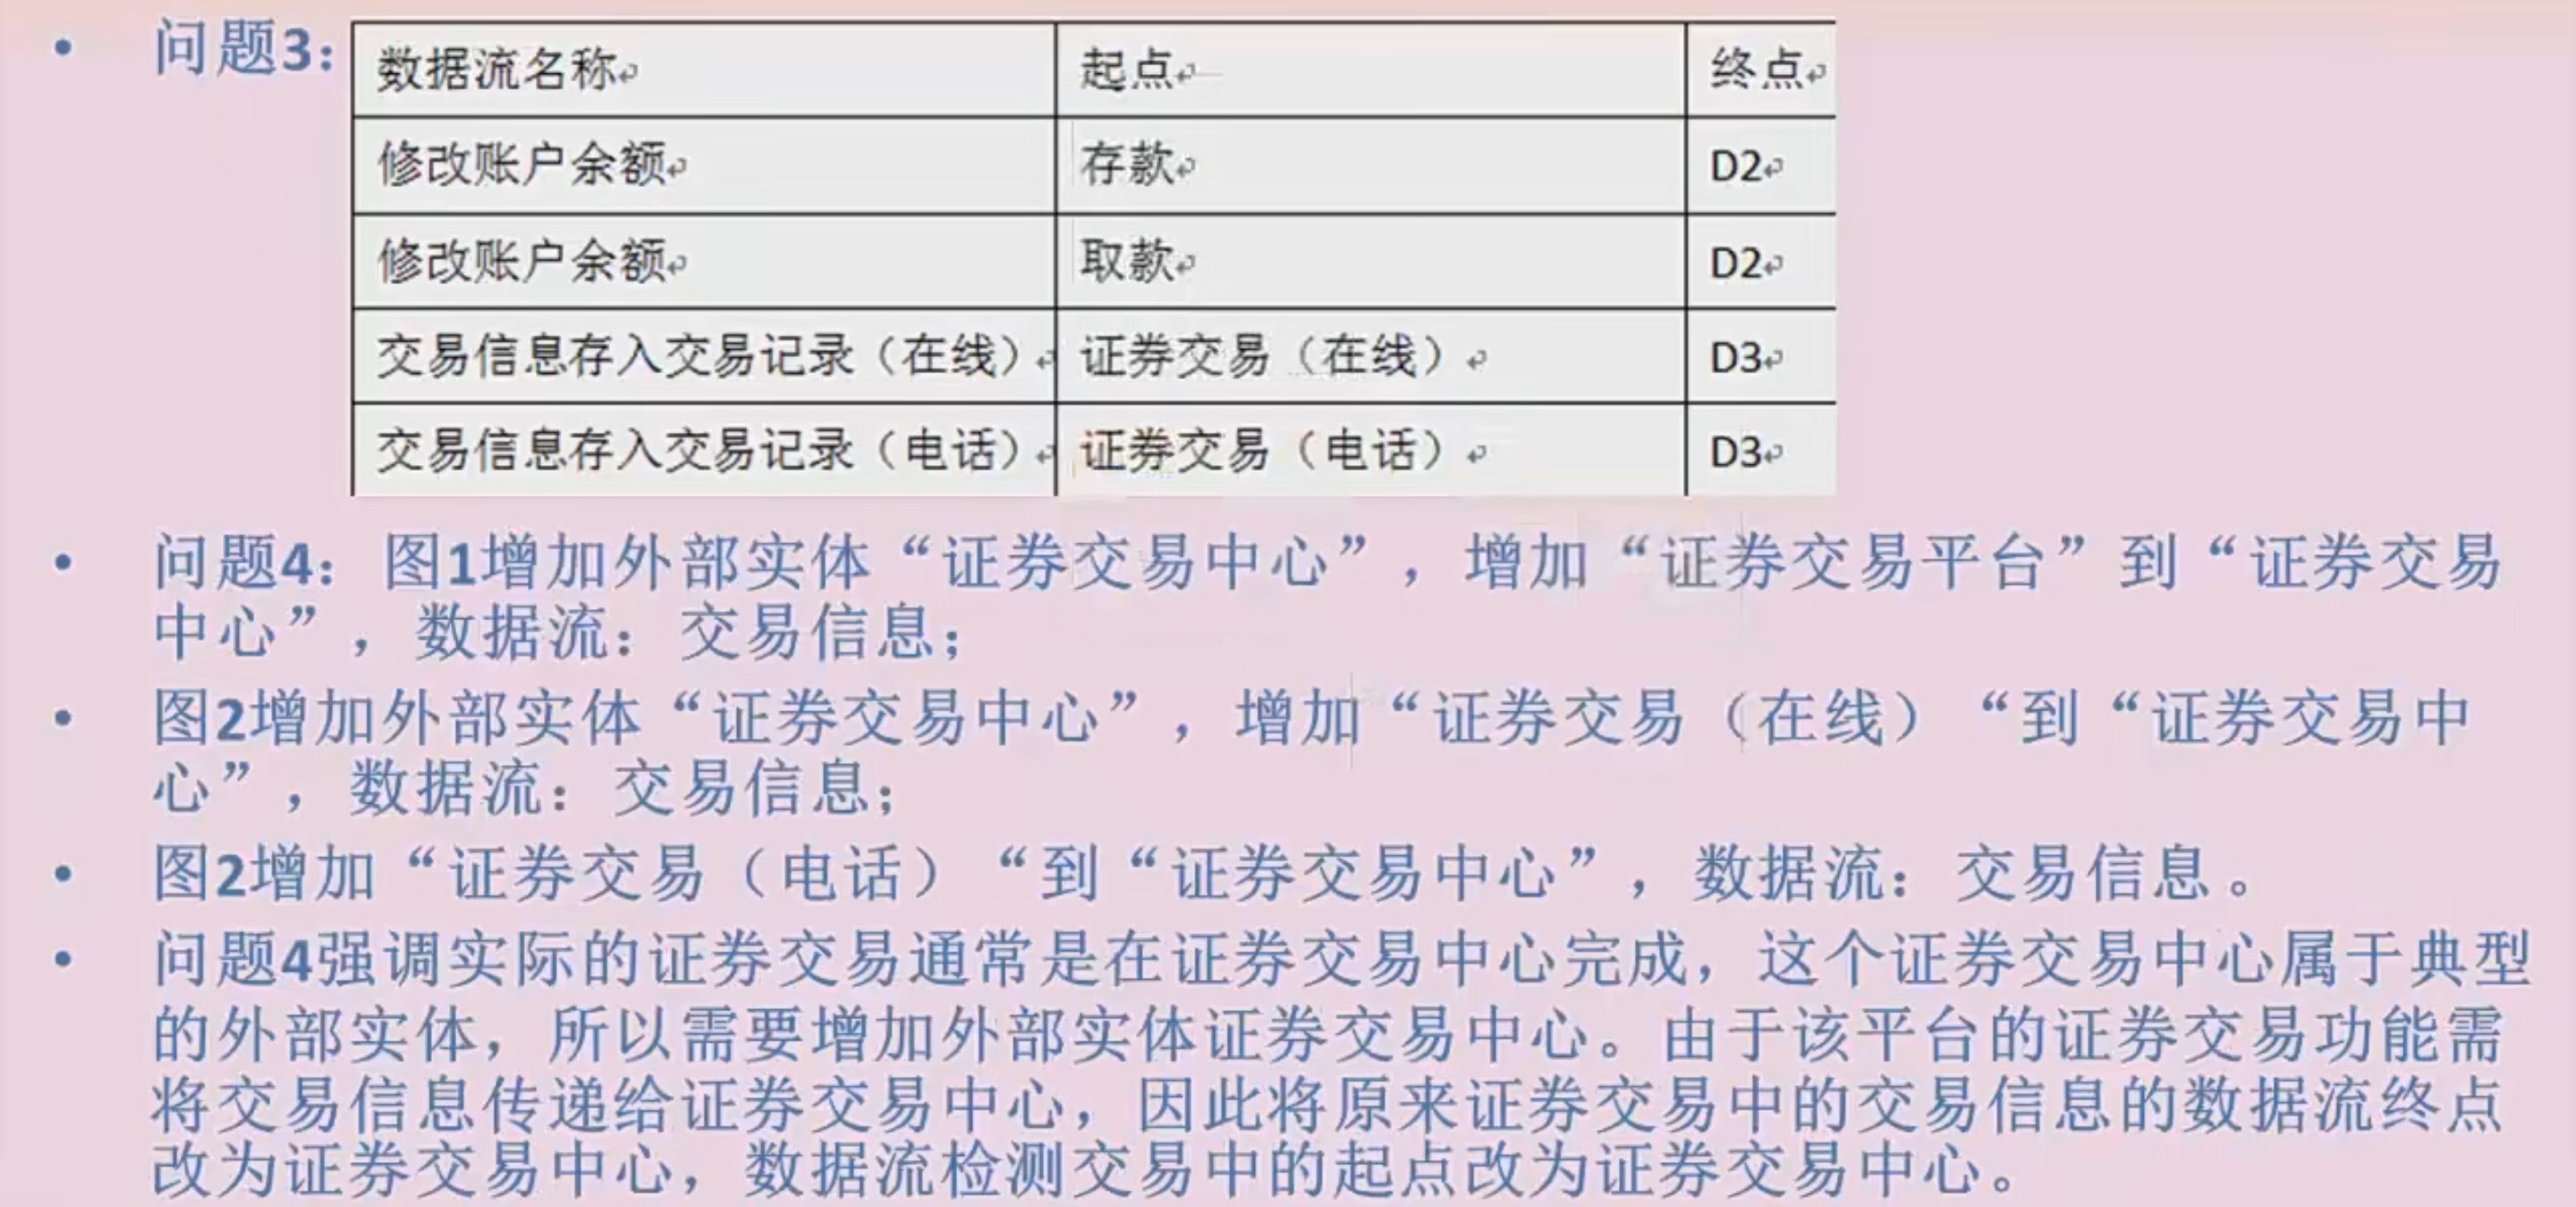 • 问题3：
数据流名称 起点 终点
修改账户余额 存款 D2
修改账户余额 取款 D2
交易信息存入交易记录（在线） 证券交易（在线） D3
交易信息存入交易记录（电话） 证券交易（电话） D3
• 问题4：图1增加外部实体“证券交易中心”，增加“证券交易平台”到“证券交易
中心”，数据流：交易信息；
• 图2增加外部实体“证券交易中心”，增加“证券交易（在线）“到“证券交易中
心”，数据流：交易信息；
• 图2增加“证券交易（电话）“到“证券交易中心”，数据流：交易信息。
• 问题4强调实际的证券交易通常是在证券交易中心完成，这个证券交易中心属于典型
的外部实体，所以需要增加外部实体证券交易中心。由于该平台的证券交易功能需
将交易信息传递给证券交易中心，因此将原来证券交易中的交易信息的数据流终点
改为证券交易中心，数据流检测交易中的起点改为证券交易中心。